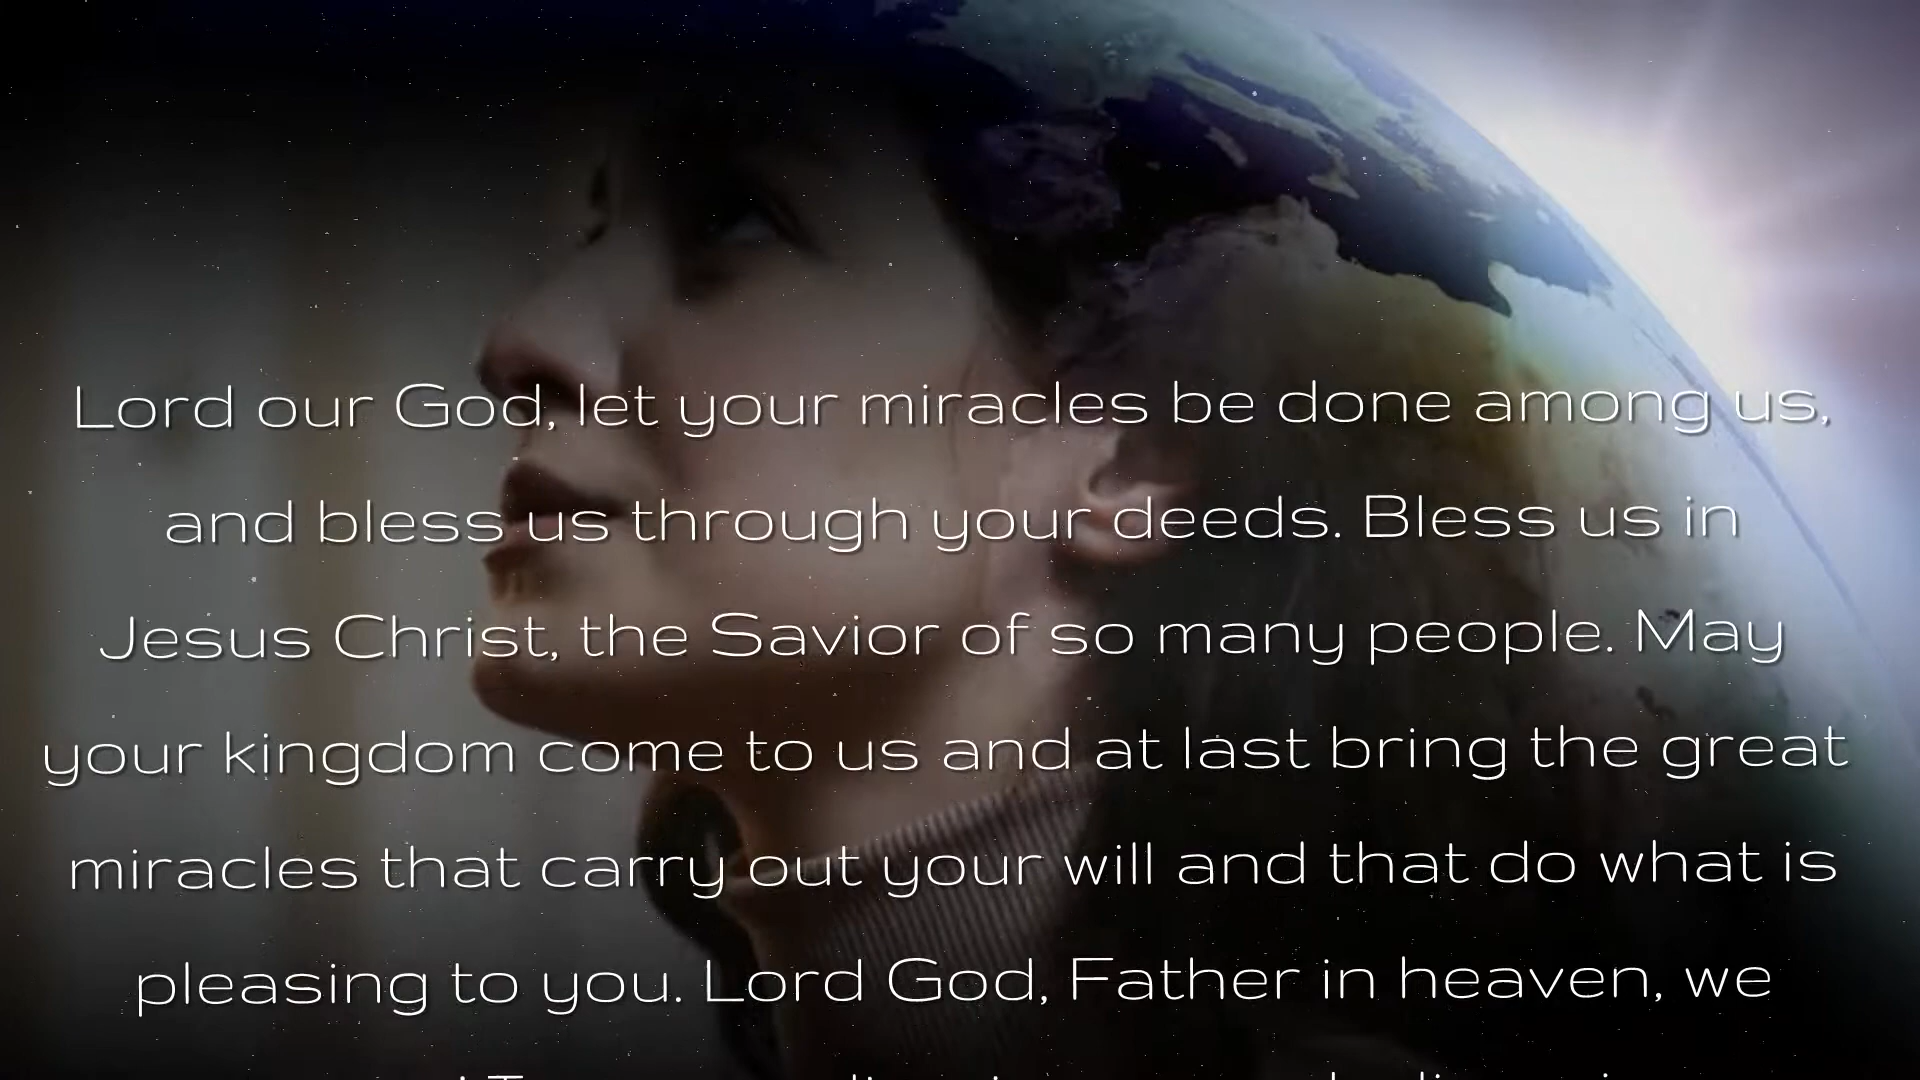 Lord our God, let your miracles be done among us,
and bless us through your deeds. Bless us in
Jesus Christ, the Savior of so many people. May
your kingdom come to us and at last bring the great
miracles that carry out your will and that do what is
pleasing to you. Lord God, Father in heaven, we